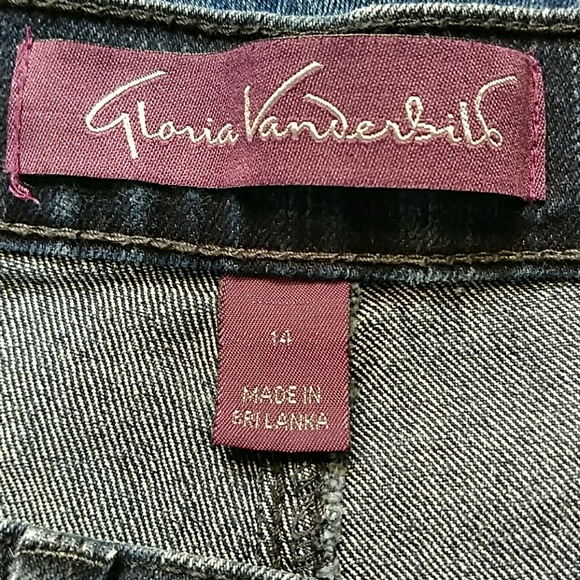 Gloria Vanderbilt
14
MADE IN
SRI LANKA